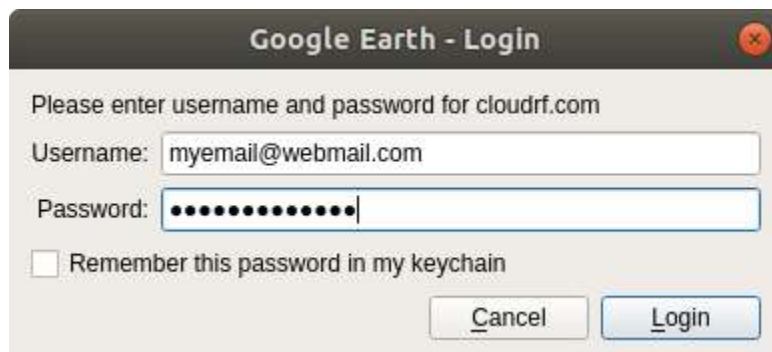 Google Earth - Login
Please enter username and password for cloudrf.com
Username: myemail@webmail.com
Password: ●●●●●●●●●●●●●
Remember this password in my keychain
Cancel Login